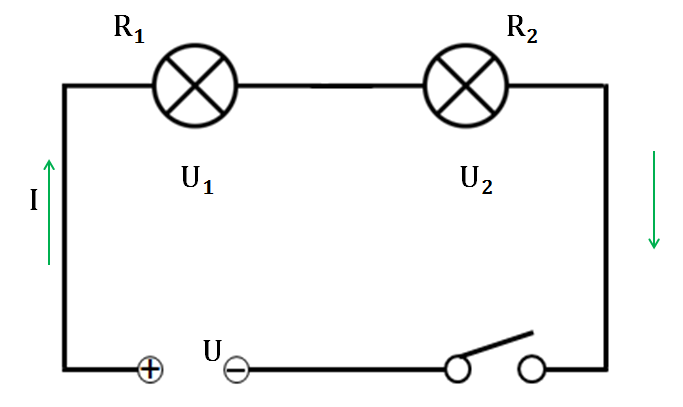 R₁
R₂
U₁
U₂
I
U
+
−